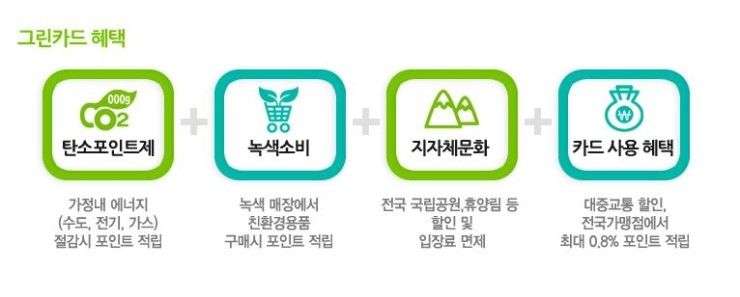 그린카드 혜택
000g
CO2
탄소포인트제
가정내 에너지
(수도, 전기, 가스)
절감시 포인트 적립
녹색소비
녹색 매장에서
친환경용품
구매시 포인트 적립
지자체문화
전국 국립공원,휴양림 등
할인 및
입장료 면제
₩
카드 사용 혜택
대중교통 할인,
전국가맹점에서
최대 0.8% 포인트 적립